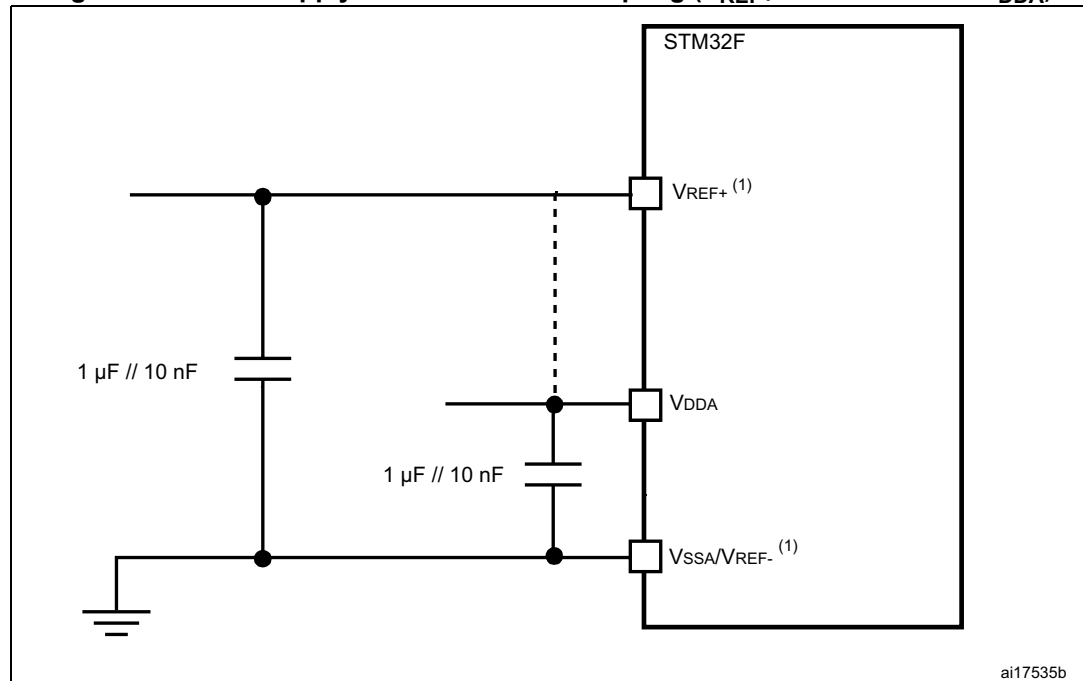 STM32F
VREF+ (1)
1 µF // 10 nF
VDDA
1 µF // 10 nF
VSSA/VREF- (1)
ai17535b